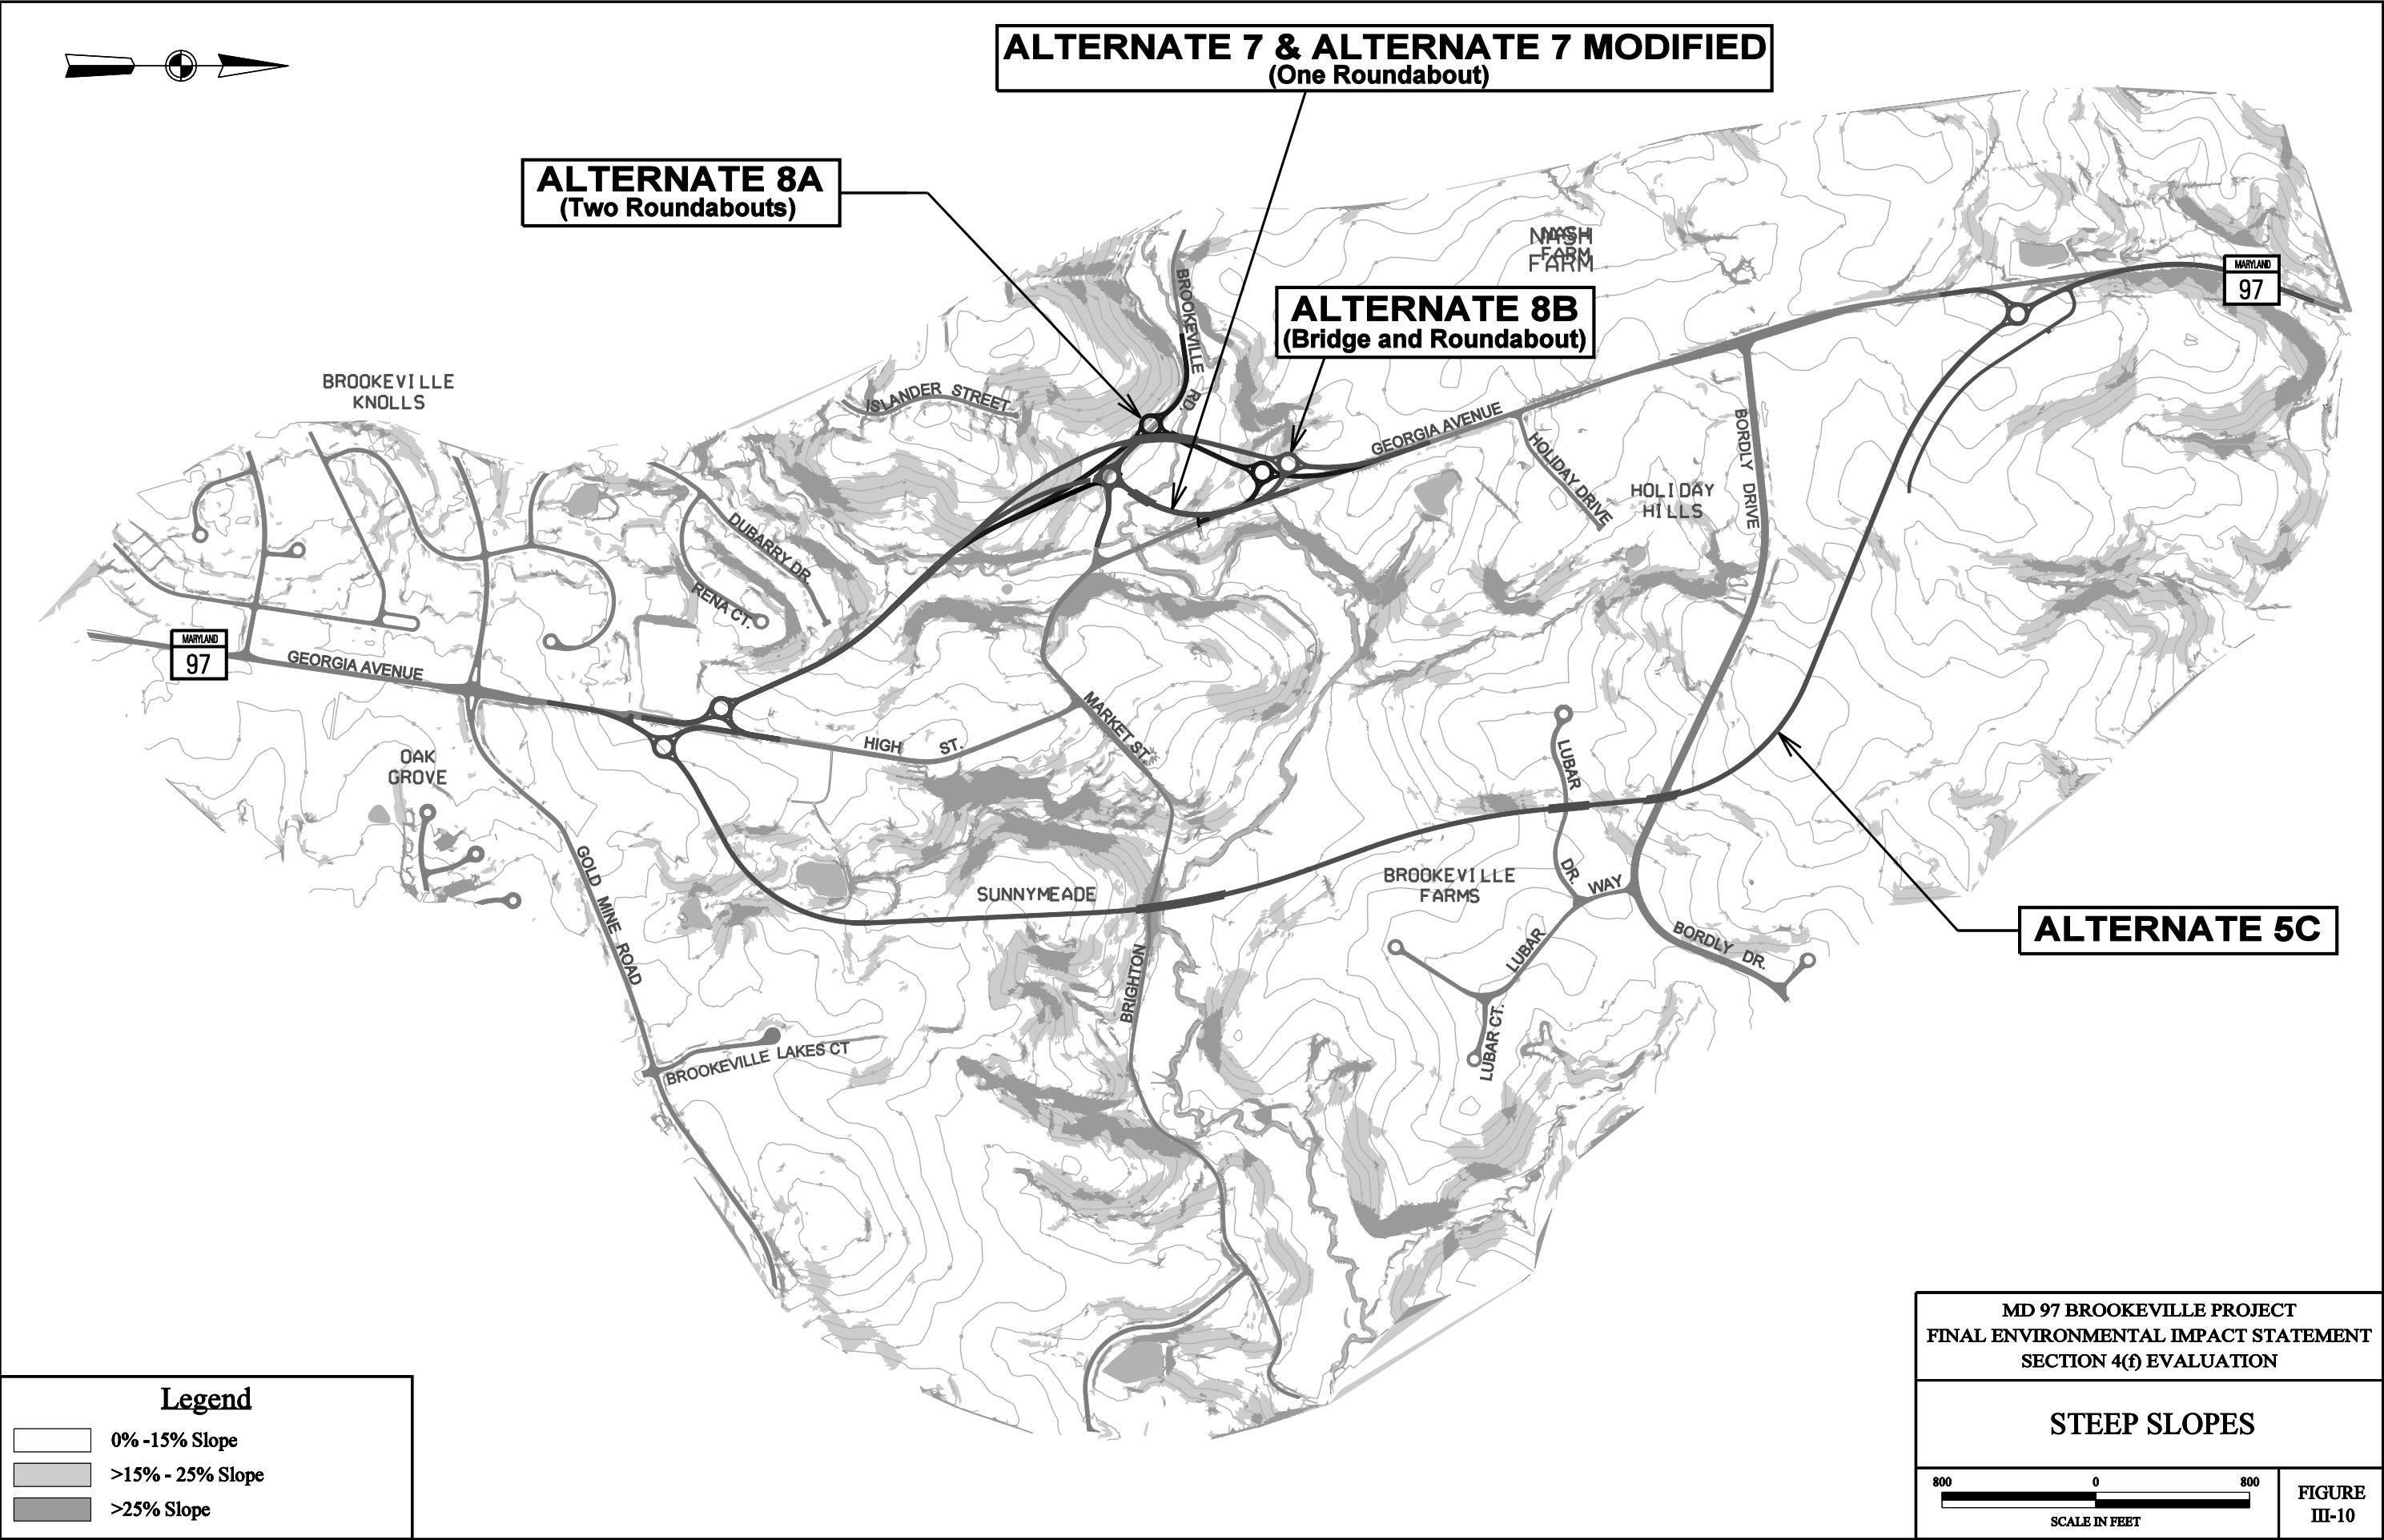 ALTERNATE 7 & ALTERNATE 7 MODIFIED
(One Roundabout)
ALTERNATE 8A
(Two Roundabouts)
ALTERNATE 8B
(Bridge and Roundabout)
NASH
FARM
NASH
FARM
MARYLAND
97
BROOKEVILLE RD.
BROOKEVILLE
KNOLLS
ISLANDER STREET
GEORGIA AVENUE
HOLIDAY DRIVE
HOLIDAY
HILLS
BORDLY DRIVE
DUBARRY DR.
RENA CT.
MARYLAND
97
GEORGIA AVENUE
HIGH ST.
MARKET ST.
OAK
GROVE
GOLD MINE ROAD
SUNNYMEADE
LUBAR DR.
BROOKEVILLE
FARMS
LUBAR WAY
BORDLY DR.
ALTERNATE 5C
BRIGHTON
LUBAR CT.
BROOKEVILLE LAKES CT
Legend
0% -15% Slope
>15% - 25% Slope
>25% Slope
MD 97 BROOKEVILLE PROJECT
FINAL ENVIRONMENTAL IMPACT STATEMENT
SECTION 4(f) EVALUATION
STEEP SLOPES
800 0 800
SCALE IN FEET
FIGURE
III-10